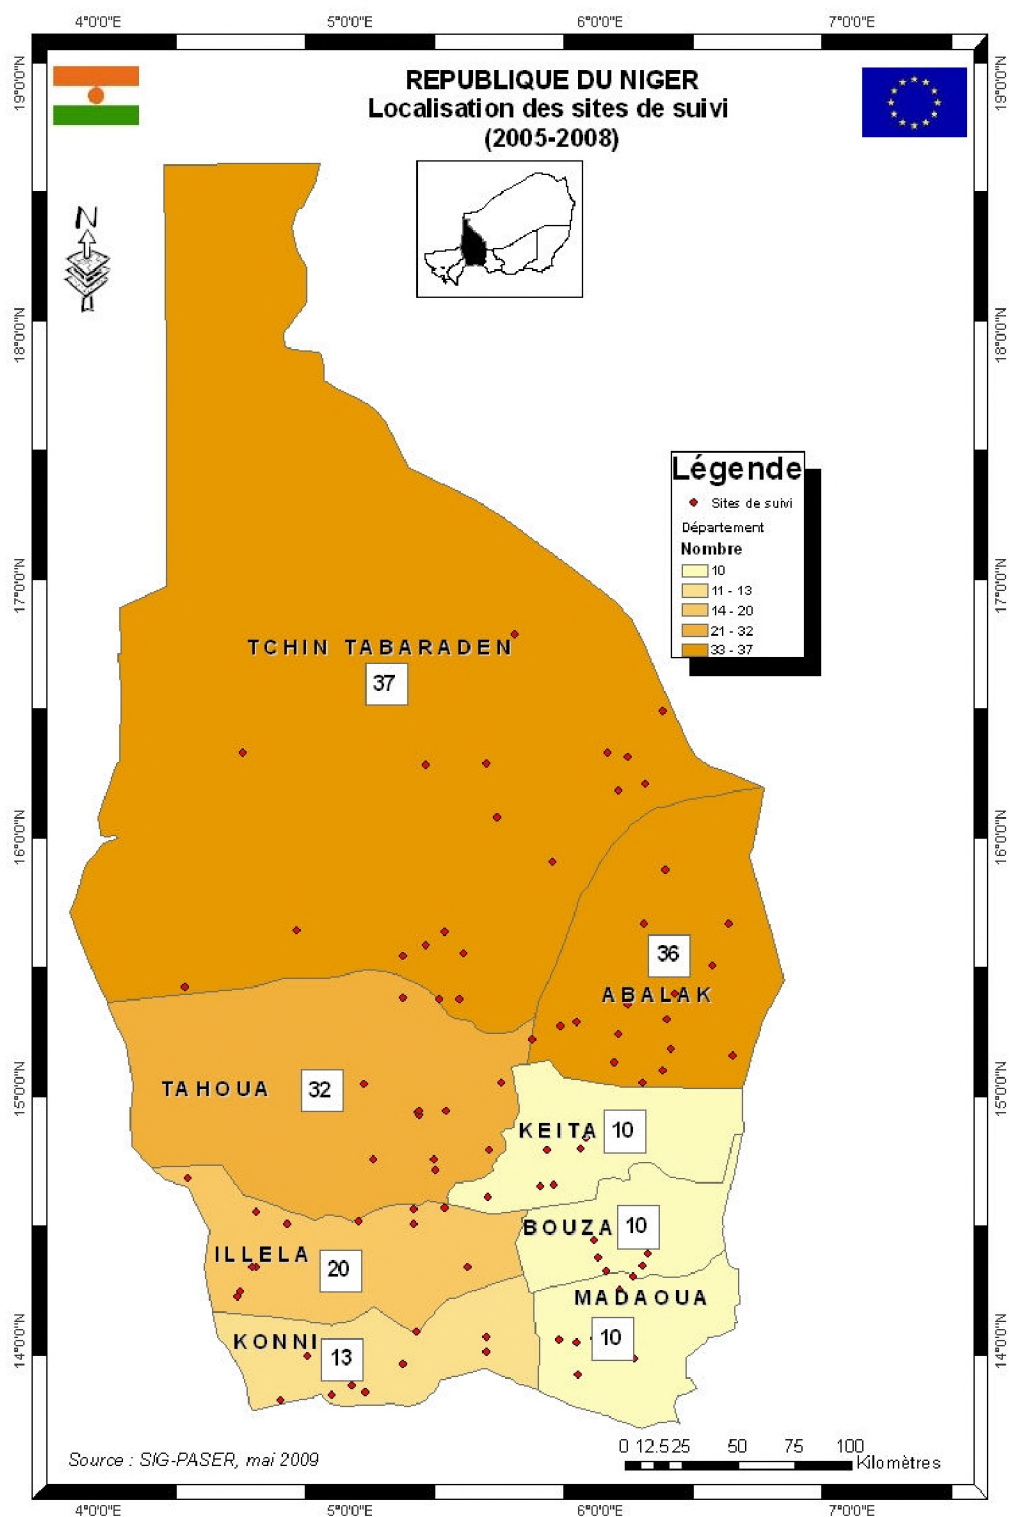 4°0'0"E 5°0'0"E 6°0'0"E 7°0'0"E
REPUBLIQUE DU NIGER
Localisation des sites de suivi
(2005-2008)
N
19°0'0"N 19°0'0"N
18°0'0"N 18°0'0"N
Légende
Sites de suivi
Département
Nombre
10
11 - 13
14 - 20
21 - 32
33 - 37
17°0'0"N 17°0'0"N
TCHIN TABARADEN
37
16°0'0"N 16°0'0"N
36
ABALAK
15°0'0"N 15°0'0"N
TAHOUA 32
KEITA 10
BOUZA 10
ILLELA 20
MADAOUA
10
KONNI 13
14°0'0"N 14°0'0"N
0 12.5 25 50 75 100
Kilomètres
Source : SIG-PASER, mai 2009
4°0'0"E 5°0'0"E 6°0'0"E 7°0'0"E